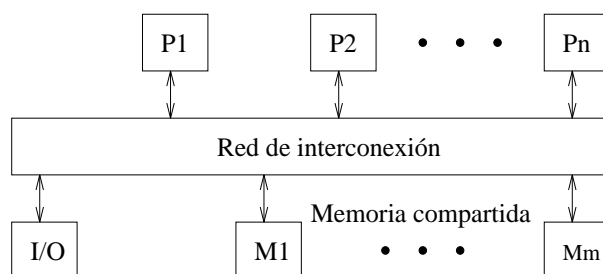 P1 P2 • • • Pn
Red de interconexión
Memoria compartida
I/O M1 • • • Mm